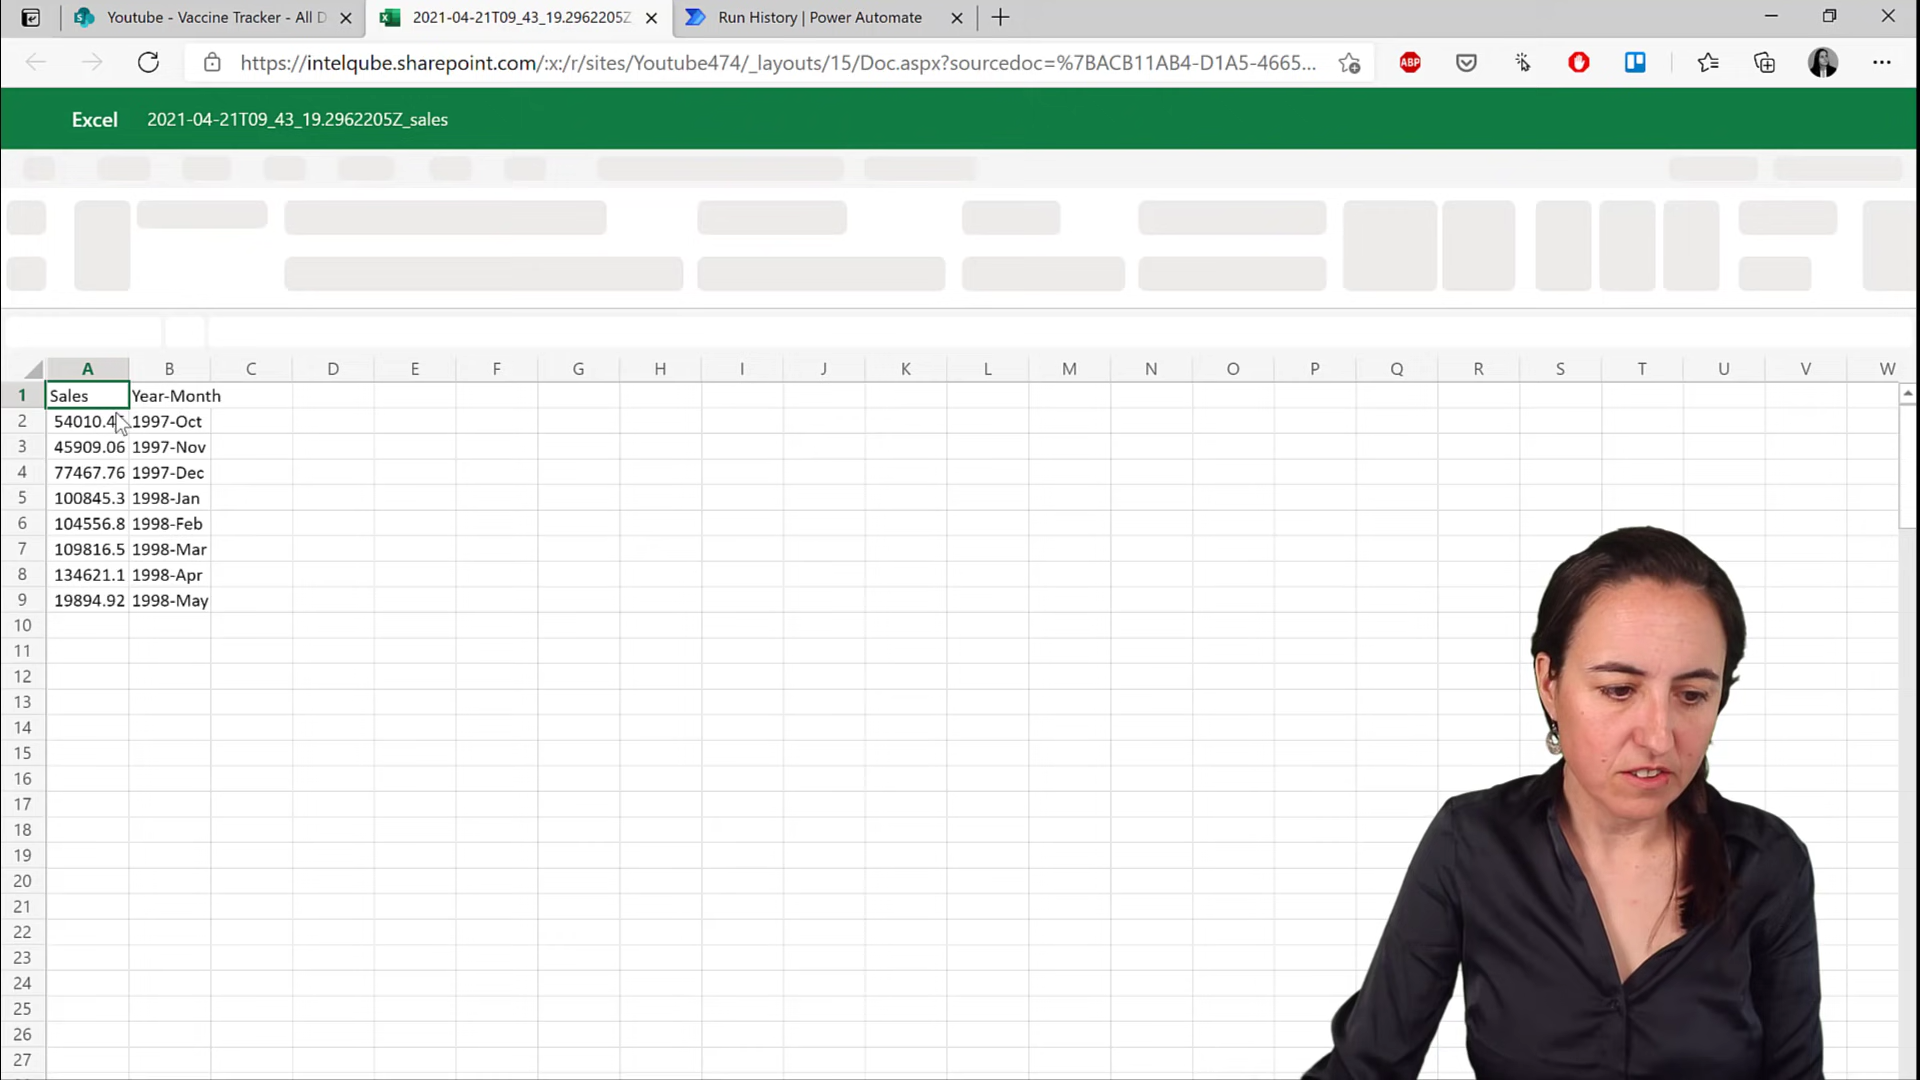 Youtube - Vaccine Tracker - All D
2021-04-21T09_43_19.2962205Z_
Run History | Power Automate
https://intelqube.sharepoint.com/:x:/r/sites/Youtube474/_layouts/15/Doc.aspx?sourcedoc=%7BACB11AB4-D1A5-4665...
ABP
Excel 2021-04-21T09_43_19.2962205Z_sales
A B C D E F G H I J K L M N O P Q R S T U V W
1 Sales Year-Month
2 54010.4 1997-Oct
3 45909.06 1997-Nov
4 77467.76 1997-Dec
5 100845.3 1998-Jan
6 104556.8 1998-Feb
7 109816.5 1998-Mar
8 134621.1 1998-Apr
9 19894.92 1998-May
10
11
12
13
14
15
16
17
18
19
20
21
22
23
24
25
26
27